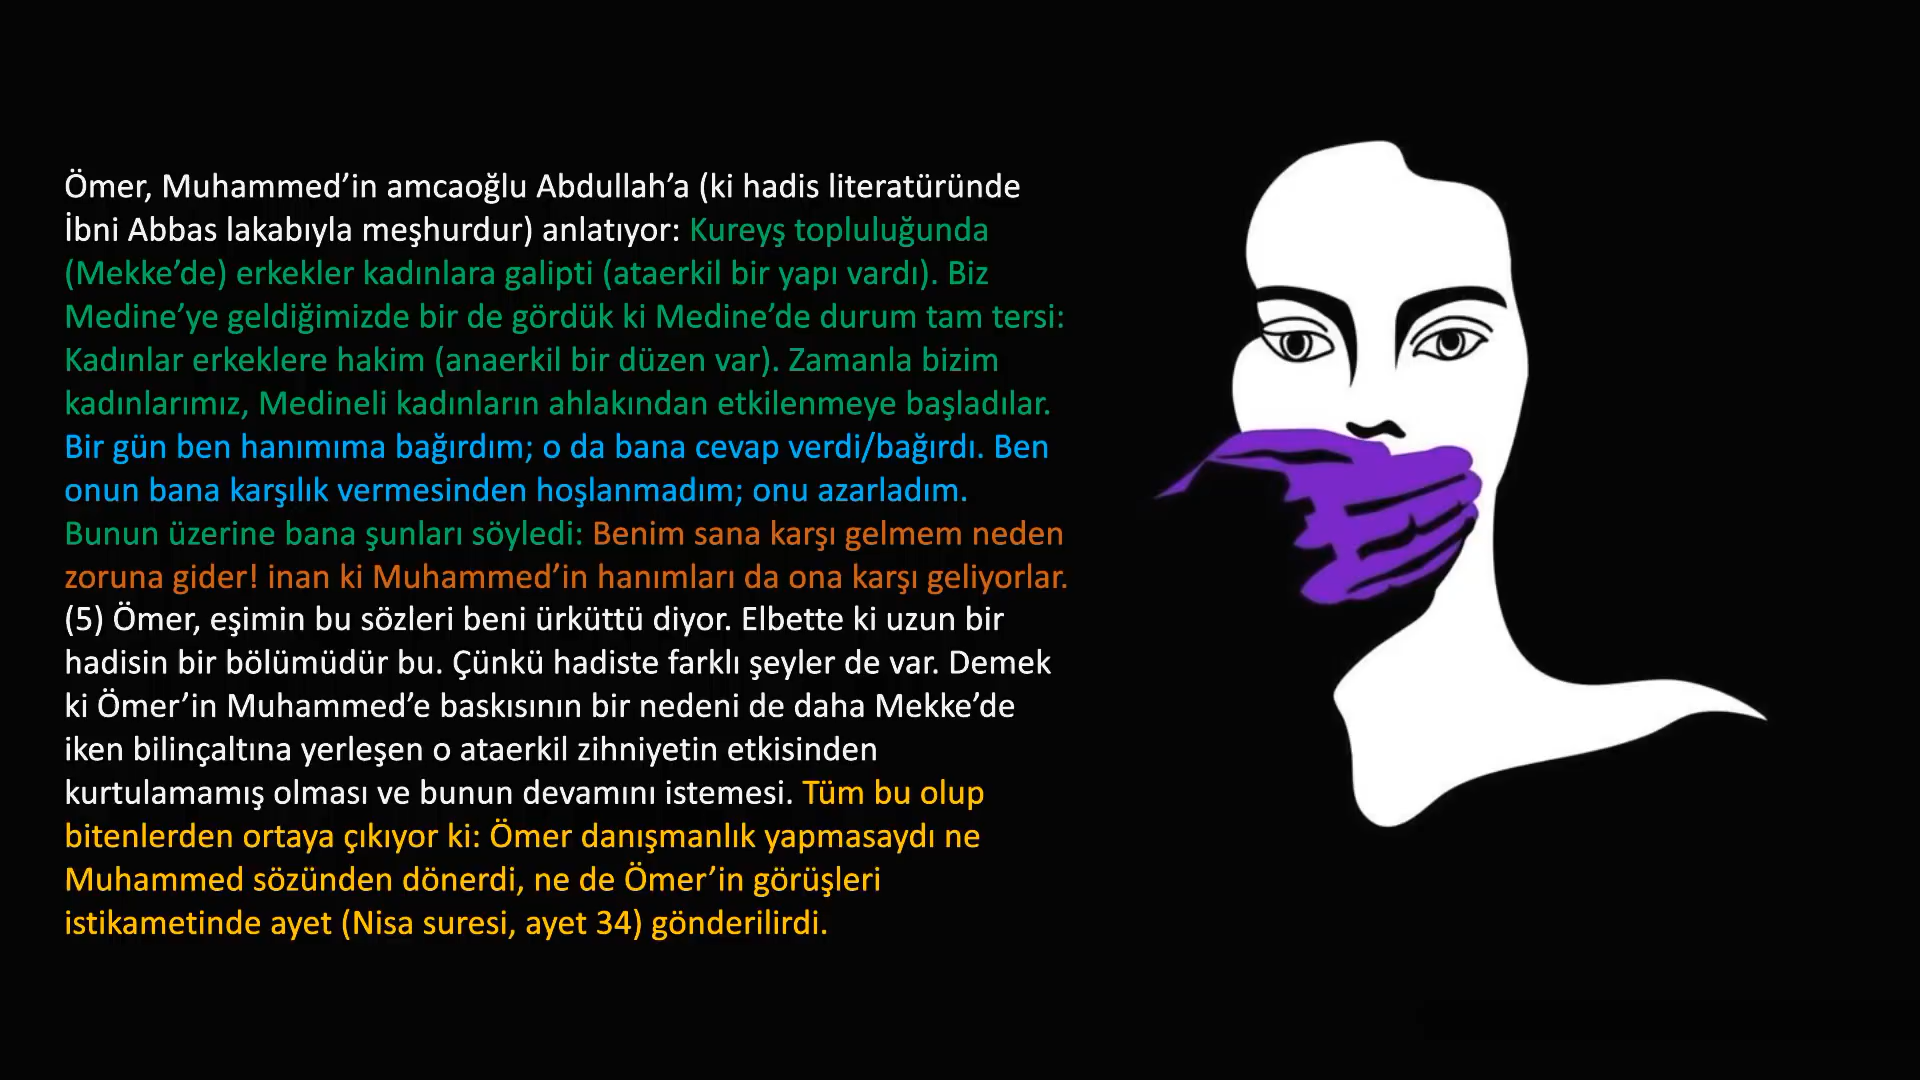 Ömer, Muhammed’in amcaoğlu Abdullah’a (ki hadis literatüründe
İbni Abbas lakabıyla meşhurdur) anlatıyor: Kureyş topluluğunda
(Mekke’de) erkekler kadınlara galipti (ataerkil bir yapı vardı). Biz
Medine’ye geldiğimizde bir de gördük ki Medine’de durum tam tersi:
Kadınlar erkeklere hakim (anaerkil bir düzen var). Zamanla bizim
kadınlarımız, Medineli kadınların ahlakından etkilenmeye başladılar.
Bir gün ben hanımıma bağırdım; o da bana cevap verdi/bağırdı. Ben
onun bana karşılık vermesinden hoşlanmadım; onu azarladım.
Bunun üzerine bana şunları söyledi: Benim sana karşı gelmem neden
zoruna gider! inan ki Muhammed’in hanımları da ona karşı geliyorlar.
(5) Ömer, eşimin bu sözleri beni ürküttü diyor. Elbette ki uzun bir
hadisin bir bölümüdür bu. Çünkü hadiste farklı şeyler de var. Demek
ki Ömer’in Muhammed’e baskısının bir nedeni de daha Mekke’de
iken bilinçaltına yerleşen o ataerkil zihniyetin etkisinden
kurtulamamış olması ve bunun devamını istemesi. Tüm bu olup
bitenlerden ortaya çıkıyor ki: Ömer danışmanlık yapmasaydı ne
Muhammed sözünden dönerdi, ne de Ömer’in görüşleri
istikametinde ayet (Nisa suresi, ayet 34) gönderilirdi.